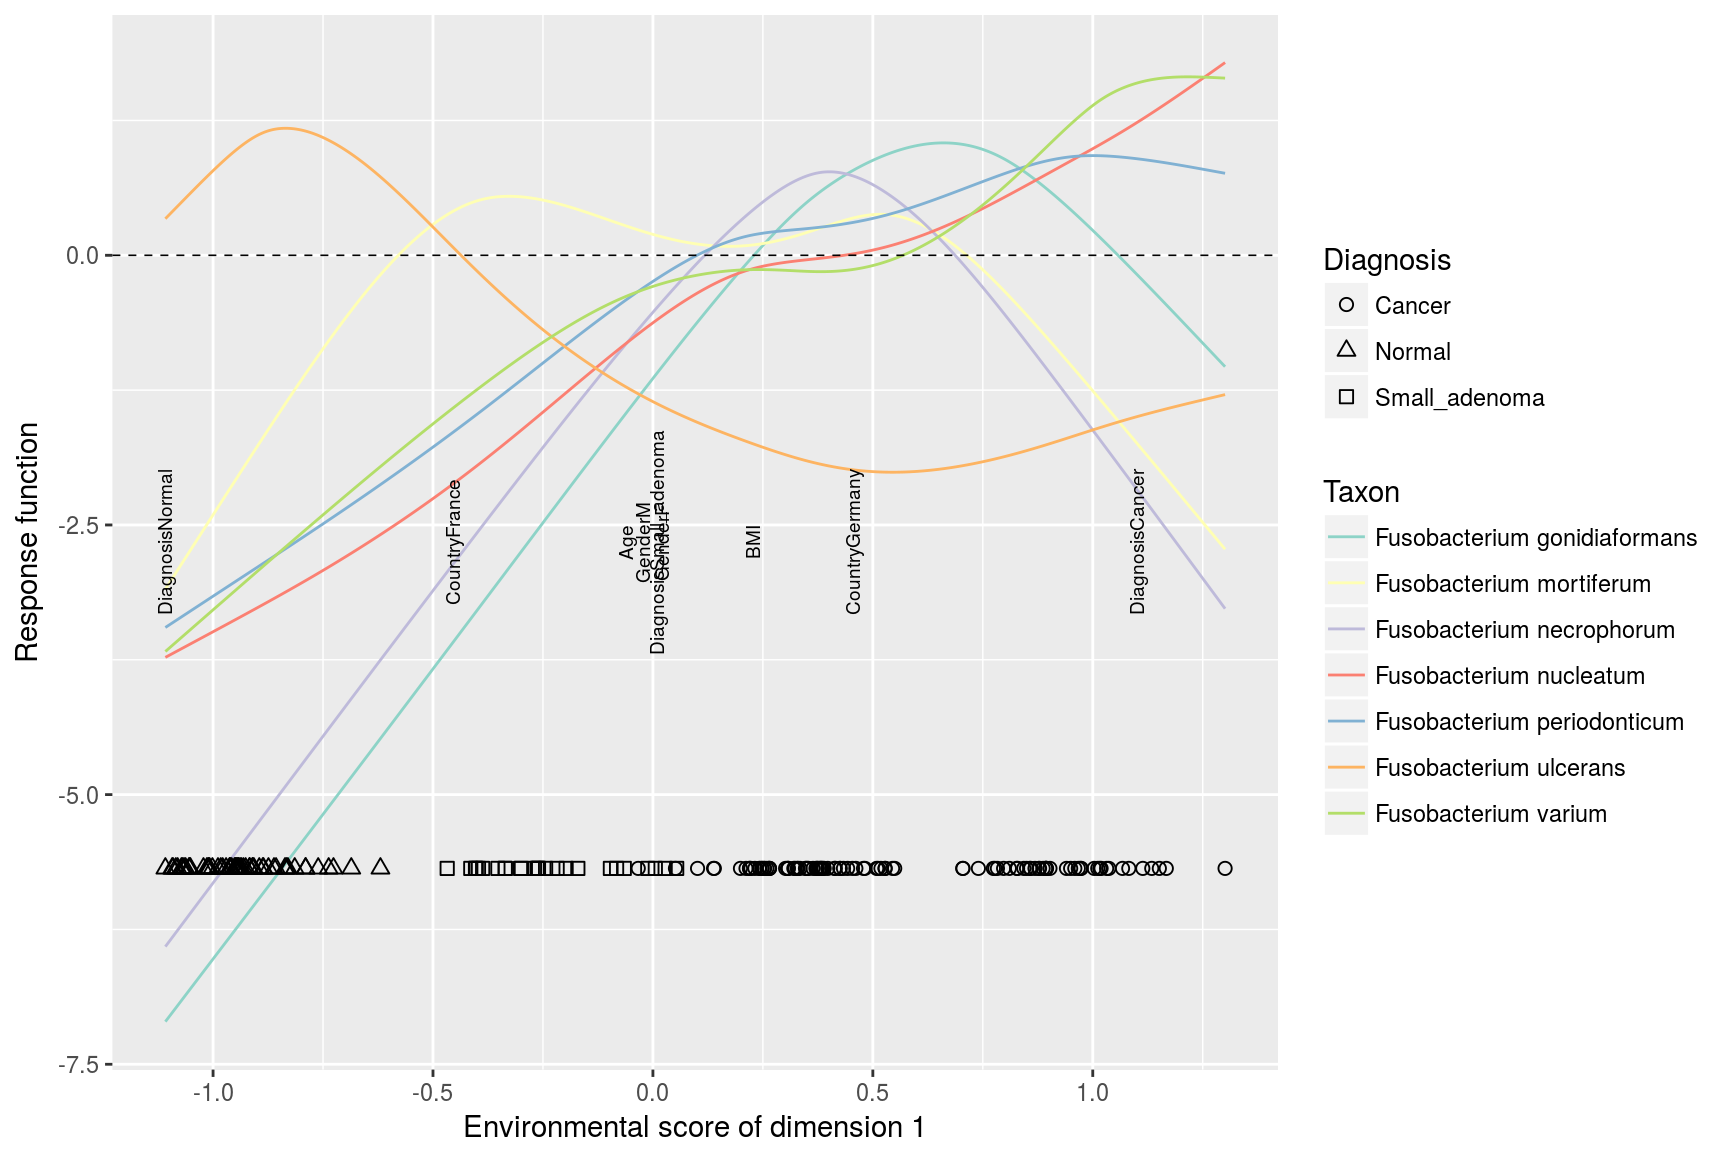 Response function
0.0
-2.5
-5.0
-7.5
-1.0
-0.5
0.0
0.5
1.0
Environmental score of dimension 1
DiagnosisNormal
CountryFrance
Age
GenderM
DiagnosisSmall_adenoma
GenderF
BMI
CountryGermany
DiagnosisCancer
Diagnosis
Cancer
Normal
Small_adenoma
Taxon
Fusobacterium gonidiaformans
Fusobacterium mortiferum
Fusobacterium necrophorum
Fusobacterium nucleatum
Fusobacterium periodonticum
Fusobacterium ulcerans
Fusobacterium varium